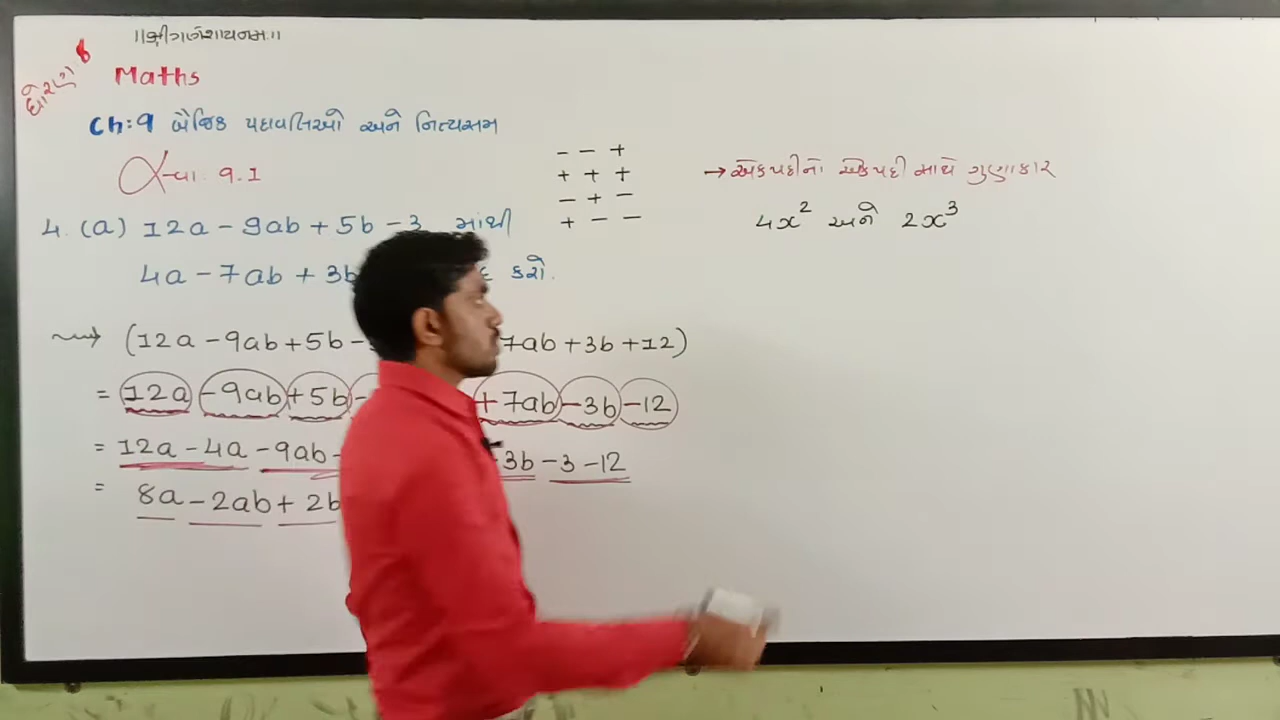 ॥શ્રીગણેશાયનમઃ॥
ધોરણ 8
Maths
Ch:9 બૈજિક પદાવલિઓ અને નિત્યસમ
સ્વા. 9.1
4. (a) 12a - 9ab + 5b - 3 માંથી
4a - 7ab + 3b કરો.
(12a - 9ab + 5b - 7ab + 3b + 12)
= 12a - 9ab + 5b - + 7ab - 3b - 12
= 12a - 4a - 9ab - 3b - 3 - 12
= 8a - 2ab + 2b
- - +
+ + +
- + -
+ - -
→ એકપદીનો એકપદી સાથે ગુણાકાર
4x² અને 2x³